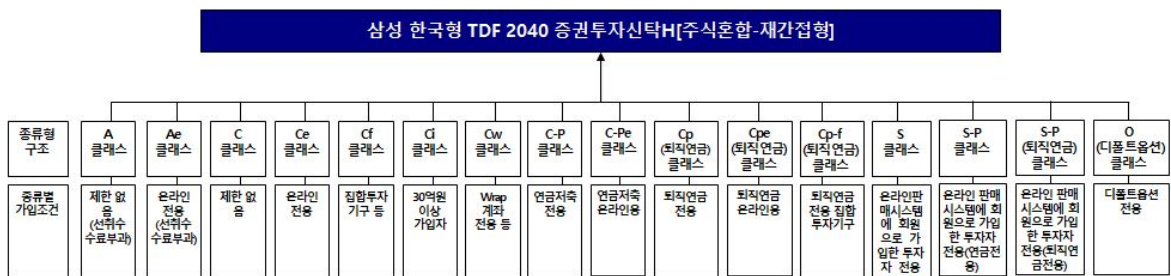 삼성 한국형 TDF 2040 증권투자신탁H[주식혼합-재간접형]
종류형
구조
A
클래스
Ae
클래스
C
클래스
Ce
클래스
Cf
클래스
Ci
클래스
Cw
클래스
C-P
클래스
C-Pe
클래스
Cp
(퇴직연금)
클래스
Cpe
(퇴직연금)
클래스
Cp-f
(퇴직연금)
클래스
S
클래스
S-P
클래스
S-P
(퇴직연금)
클래스
O
(디폴트옵션)
클래스
종류별
가입조건
제한 없
음
(선취수
수료부과)
온라인
전용
(선취수
수료부과)
제한 없
음
온라인
전용
집합투자
기구 등
30억원
이상
가입자
Wrap
계좌
전용 등
연금저축
전용
연금저축
온라인용
퇴직연금
전용
퇴직연금
온라인용
퇴직연금
전용 집합
투자기구
온라인판
매시스템
에 회원
으로 가
입한 투자
자 전용
온라인 판매
시스템에 회
원으로 가입
한 투자자
전용(연금전
용)
온라인 판매
시스템에 회
원으로 가입
한 투자자
전용(퇴직연
금전용)
디폴트옵션
전용